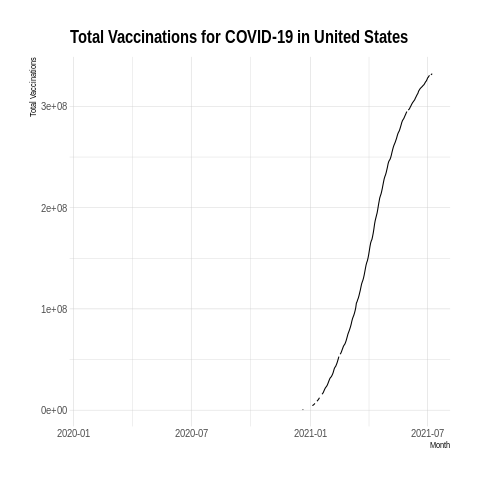 Total Vaccinations for COVID-19 in United States
Total Vaccinations
3e+08
2e+08
1e+08
0e+00
2020-01 2020-07 2021-01 2021-07
Month